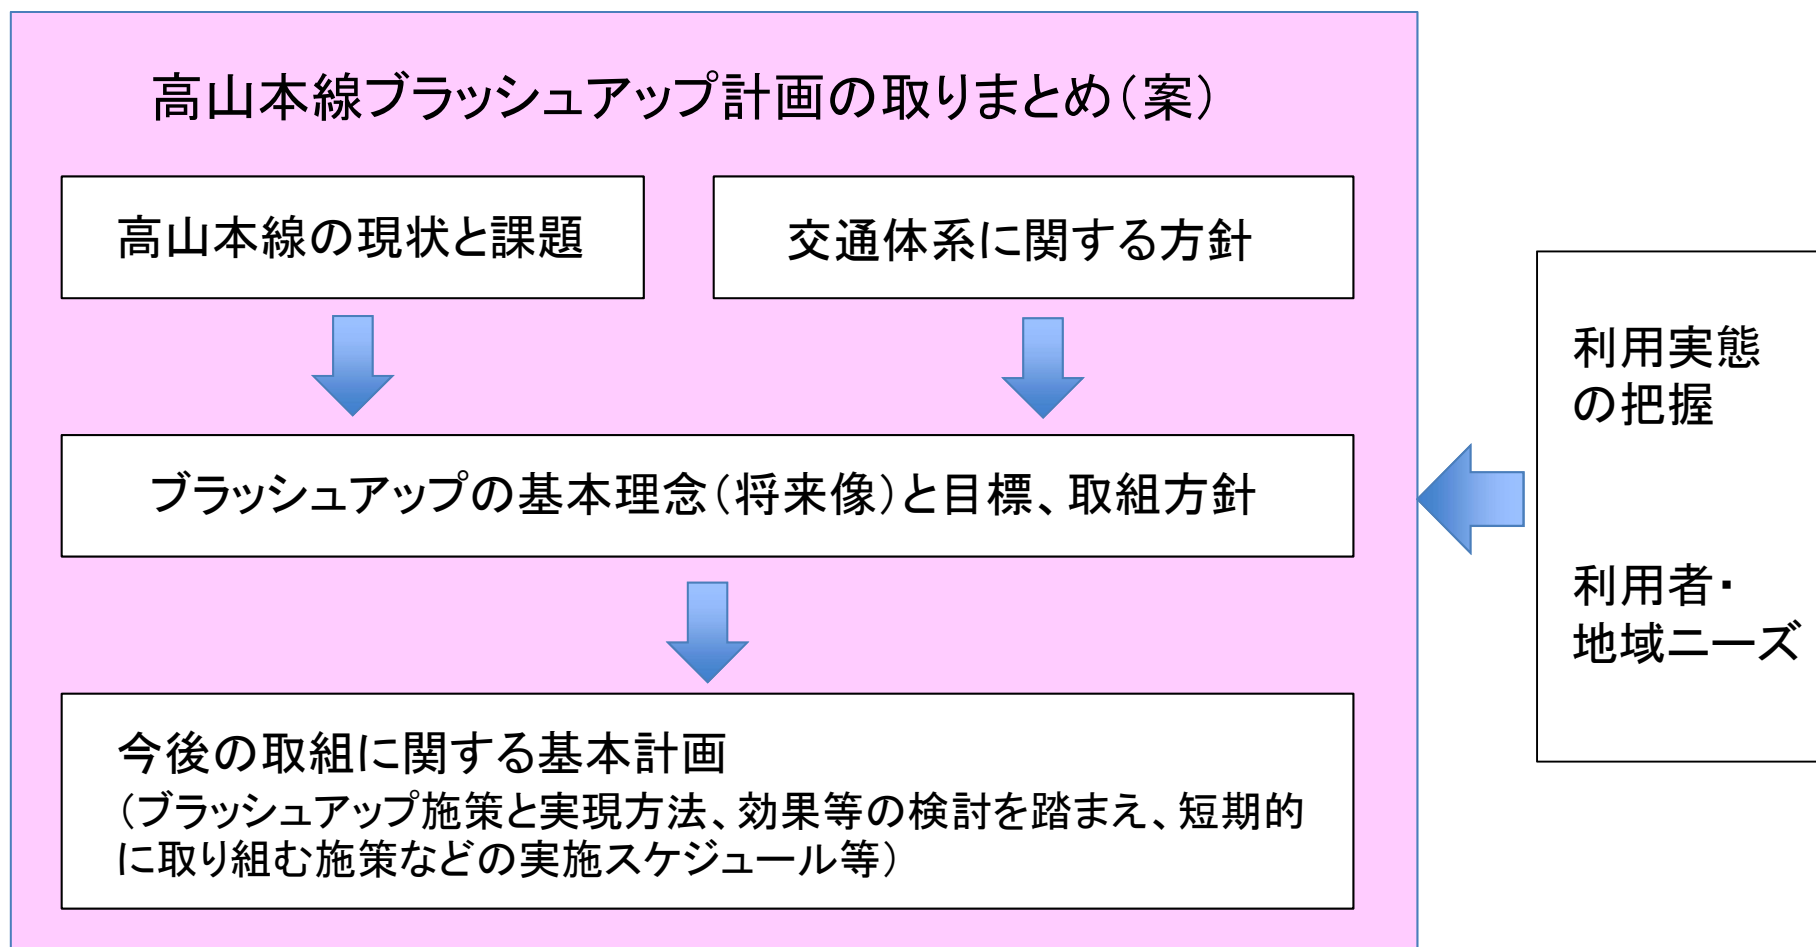 高山本線ブラッシュアップ計画の取りまとめ（案）
高山本線の現状と課題
交通体系に関する方針
ブラッシュアップの基本理念（将来像）と目標、取組方針
今後の取組に関する基本計画
（ブラッシュアップ施策と実現方法、効果等の検討を踏まえ、短期的
に取り組む施策などの実施スケジュール等）
利用実態
の把握
利用者・
地域ニーズ